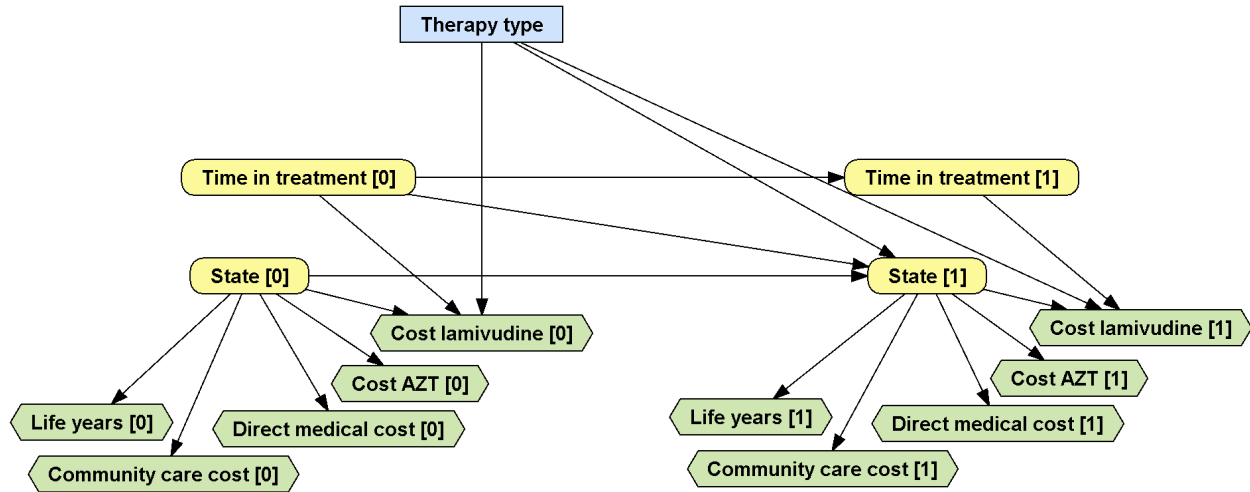 Therapy type
Time in treatment [0]
Time in treatment [1]
State [0]
State [1]
Cost lamivudine [0]
Cost lamivudine [1]
Cost AZT [0]
Cost AZT [1]
Life years [0]
Life years [1]
Direct medical cost [0]
Direct medical cost [1]
Community care cost [0]
Community care cost [1]